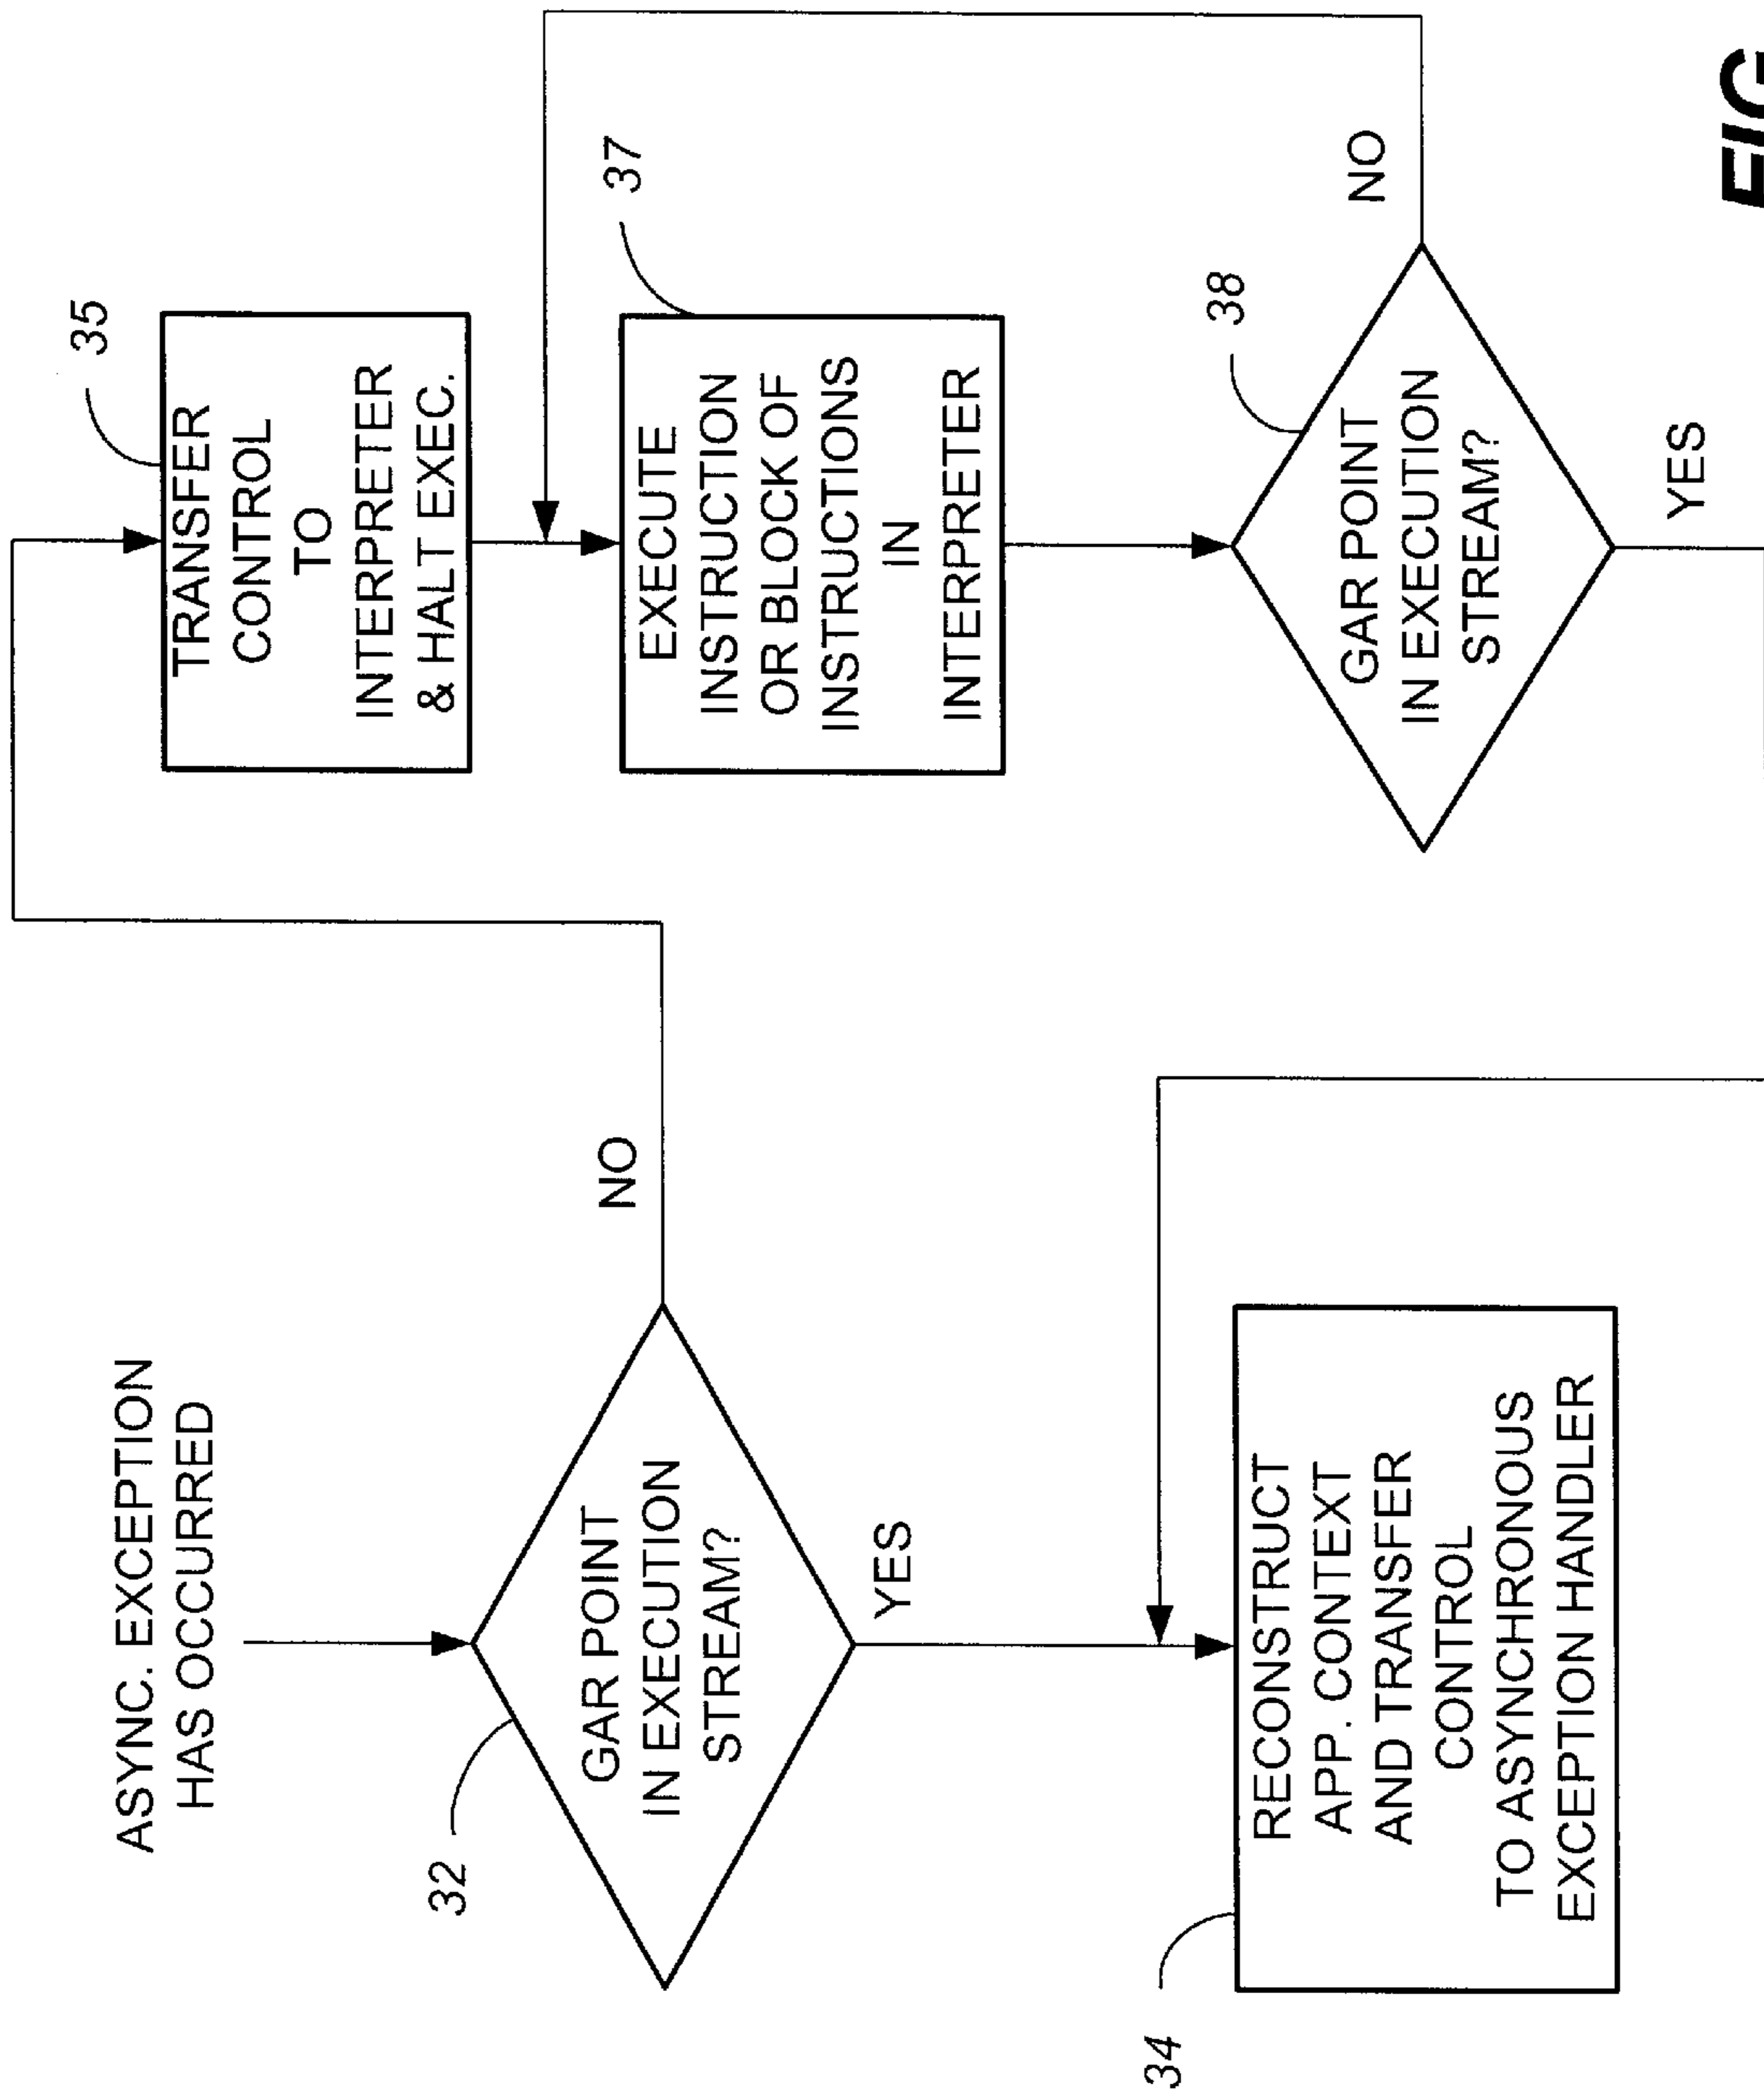 ASYNC. EXCEPTION
HAS OCCURRED
32
GAR POINT
IN EXECUTION
STREAM?
NO
YES
34
RECONSTRUCT
APP. CONTEXT
AND TRANSFER
CONTROL
TO ASYNCHRONOUS
EXCEPTION HANDLER
35
TRANSFER
CONTROL
TO
INTERPRETER
& HALT EXEC.
37
EXECUTE
INSTRUCTION
OR BLOCK OF
INSTRUCTIONS
IN
INTERPRETER
38
GAR POINT
IN EXECUTION
STREAM?
NO
YES
FIG